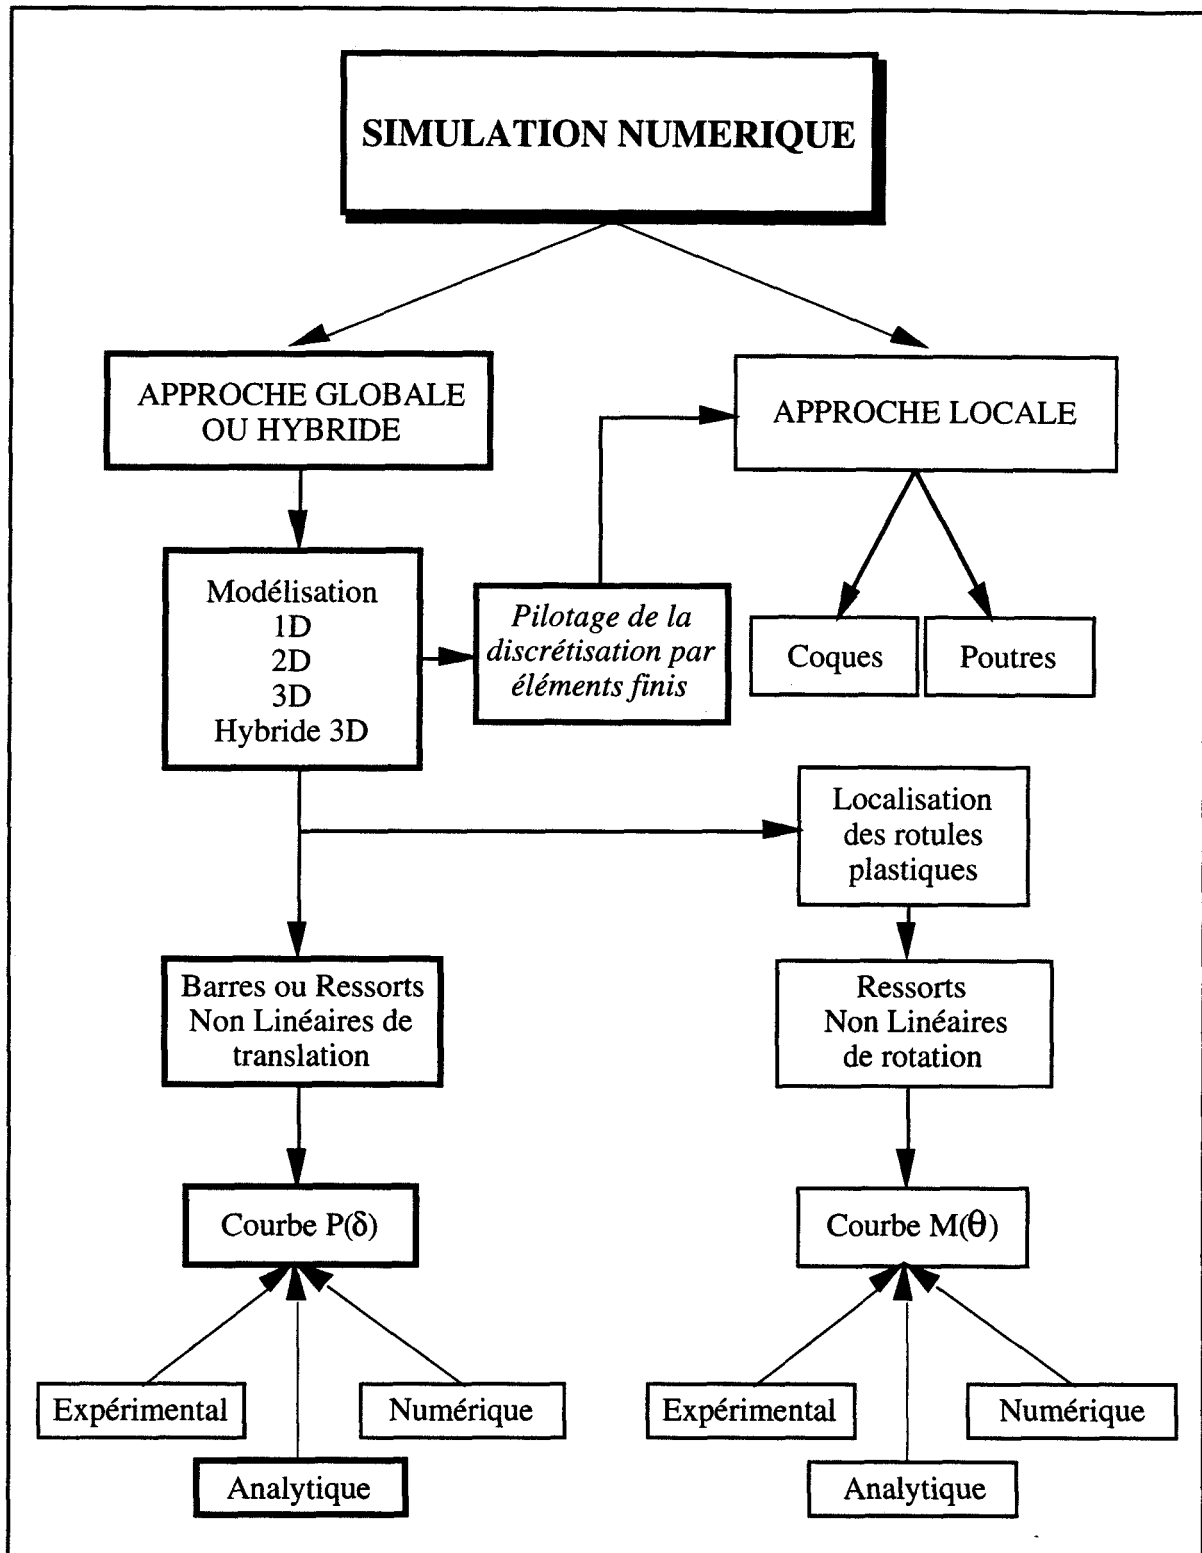 SIMULATION NUMERIQUE
APPROCHE GLOBALE
OU HYBRIDE
APPROCHE LOCALE
Modélisation
1D
2D
3D
Hybride 3D
Pilotage de la
discrétisation par
éléments finis
Coques
Poutres
Localisation
des rotules
plastiques
Barres ou Ressorts
Non Linéaires de
translation
Ressorts
Non Linéaires
de rotation
Courbe P(δ)
Courbe M(θ)
Expérimental
Numérique
Analytique
Expérimental
Numérique
Analytique